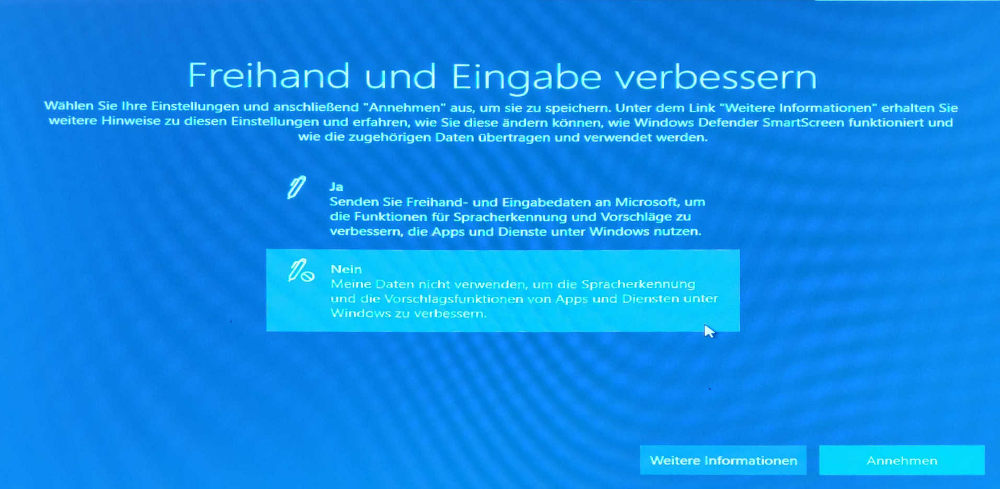 Freihand und Eingabe verbessern
Wählen Sie Ihre Einstellungen und anschließend "Annehmen" aus, um sie zu speichern. Unter dem Link "Weitere Informationen" erhalten Sie
weitere Hinweise zu diesen Einstellungen und erfahren, wie Sie diese ändern können, wie Windows Defender SmartScreen funktioniert und
wie die zugehörigen Daten übertragen und verwendet werden.
Ja
Senden Sie Freihand- und Eingabedaten an Microsoft, um
die Funktionen für Spracherkennung und Vorschläge zu
verbessern, die Apps und Dienste unter Windows nutzen.
Nein
Meine Daten nicht verwenden, um die Spracherkennung
und die Vorschlagsfunktionen von Apps und Diensten unter
Windows zu verbessern.
Weitere Informationen
Annehmen